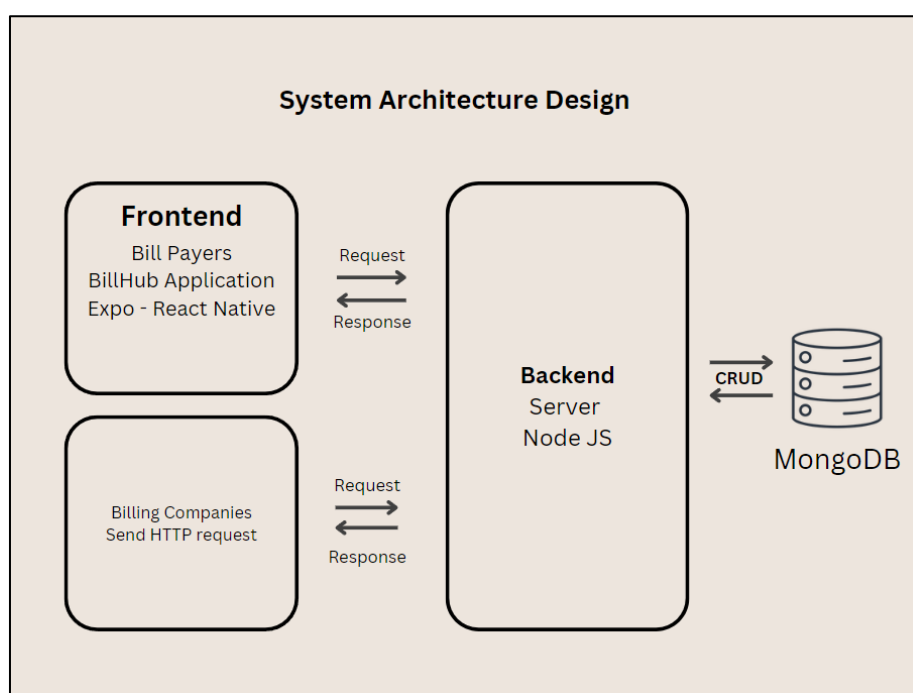 System Architecture Design
Frontend
Bill Payers
BillHub Application
Expo - React Native
Request
Response
Billing Companies
Send HTTP request
Request
Response
Backend
Server
Node JS
CRUD
MongoDB